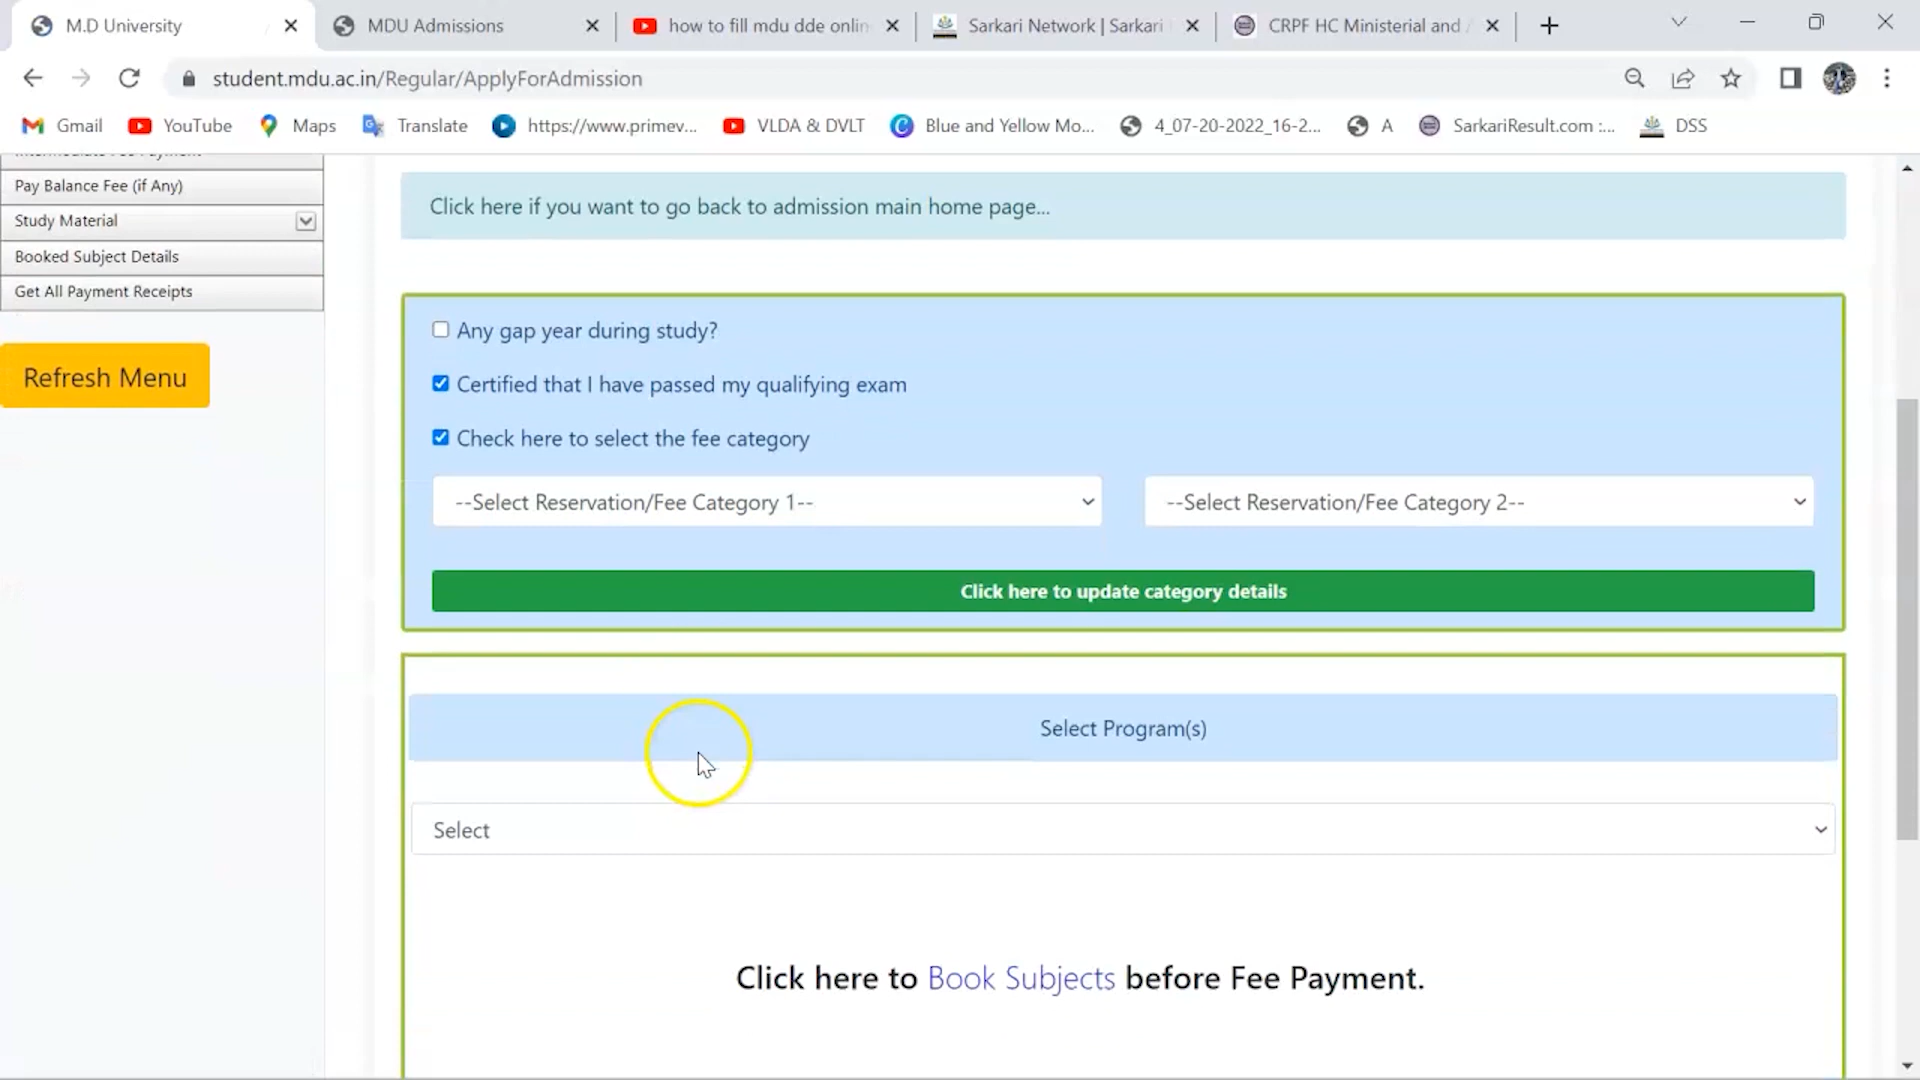 M.D University
MDU Admissions
how to fill mdu dde onlin
Sarkari Network | Sarkari
CRPF HC Ministerial and
student.mdu.ac.in/Regular/ApplyForAdmission
Gmail
YouTube
Maps
Translate
https://www.primev...
VLDA & DVLT
Blue and Yellow Mo...
4_07-20-2022_16-2...
A
SarkariResult.com :...
DSS
Intermediate Fee Payment
Pay Balance Fee (if Any)
Study Material
Booked Subject Details
Get All Payment Receipts
Refresh Menu
Click here if you want to go back to admission main home page...
Any gap year during study?
Certified that I have passed my qualifying exam
Check here to select the fee category
--Select Reservation/Fee Category 1--
--Select Reservation/Fee Category 2--
Click here to update category details
Select Program(s)
Select
Click here to Book Subjects before Fee Payment.